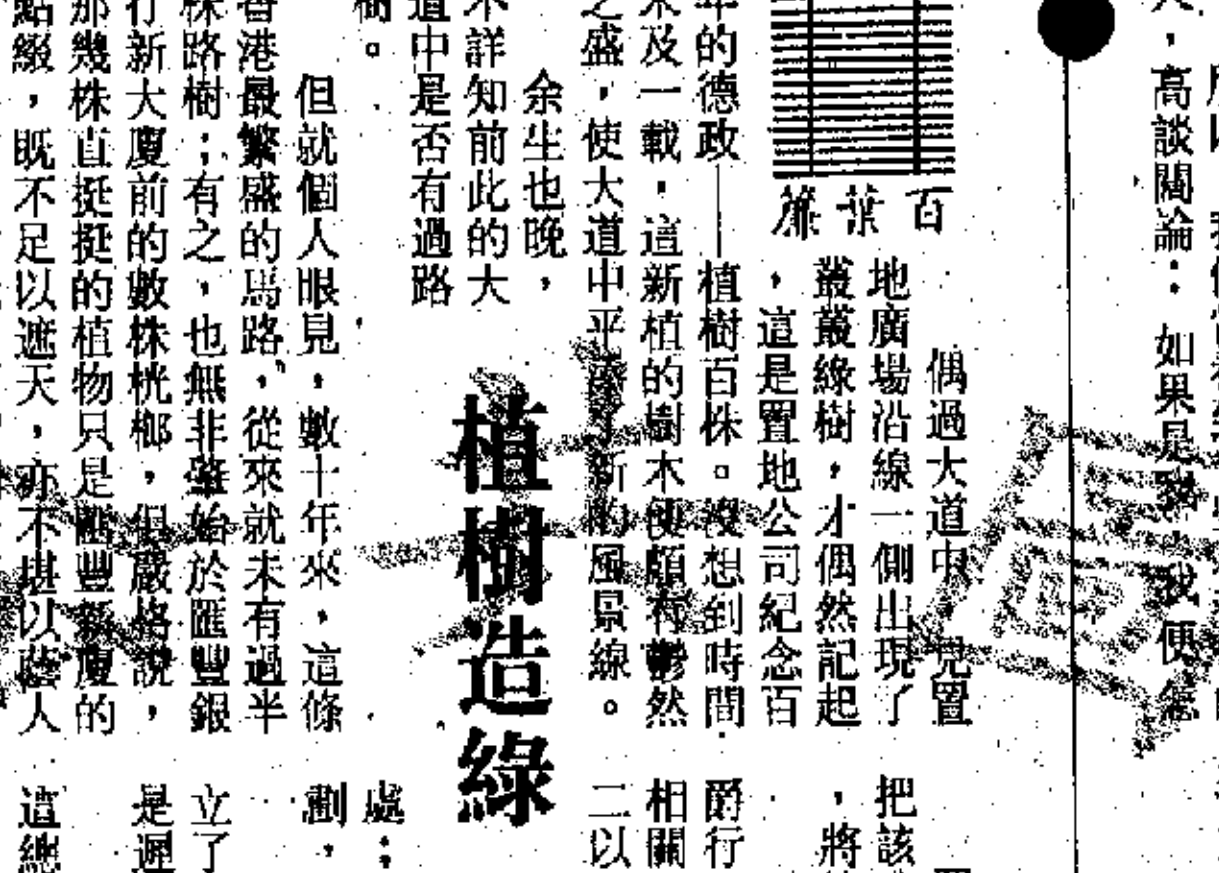 人,高談闊論:如果是我,便怎
百葉簾
植樹造綠
偶過大道中,見置
地廣場沿線一側出現了
叢叢綠樹,才偶然記起
,這是置地公司紀念百
年的德政——植樹百株。沒想到時間
未及一載,這新植的樹木便頗有鬱然
之盛,使大道中平添了新的風景線。
余生也晚,
不詳知前此的大
道中是否有過路
樹。
但就個人眼見,數十年來,這條
香港最繁盛的馬路,從來就未有過半
株路樹;有之,也無非肇始於匯豐銀
行新大廈前的數株桄榔,但嚴格說,
那幾株直挺挺的植物只是匯豐新廈的
點綴,既不足以遮天,亦不堪以蔭人
把該
,將
爵行
相關
二以
處:
劃,
立了
是遲
這總